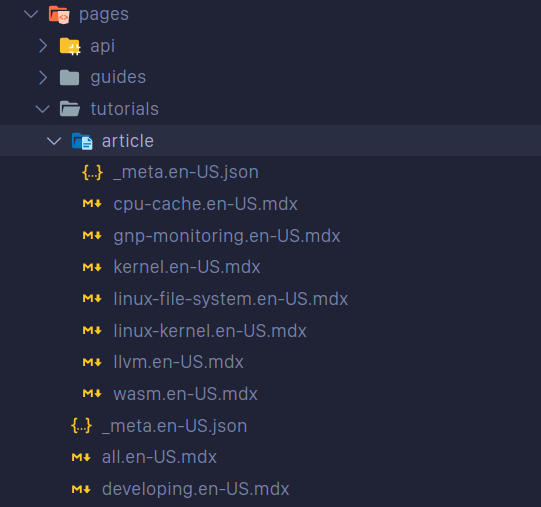 pages
api
guides
tutorials
article
_meta.en-US.json
cpu-cache.en-US.mdx
gnp-monitoring.en-US.mdx
kernel.en-US.mdx
linux-file-system.en-US.mdx
linux-kernel.en-US.mdx
llvm.en-US.mdx
wasm.en-US.mdx
_meta.en-US.json
all.en-US.mdx
developing.en-US.mdx